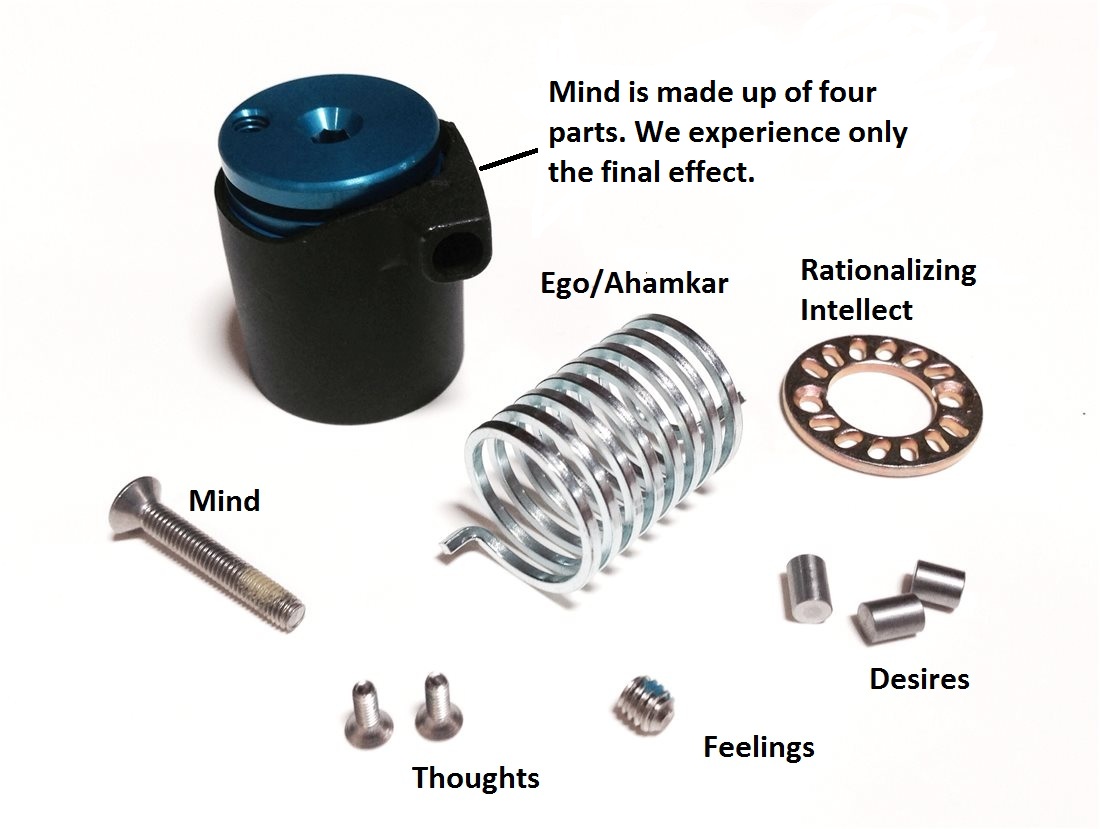 Mind is made up of four
parts. We experience only
the final effect.
Ego/Ahamkar
Rationalizing
Intellect
Mind
Desires
Feelings
Thoughts